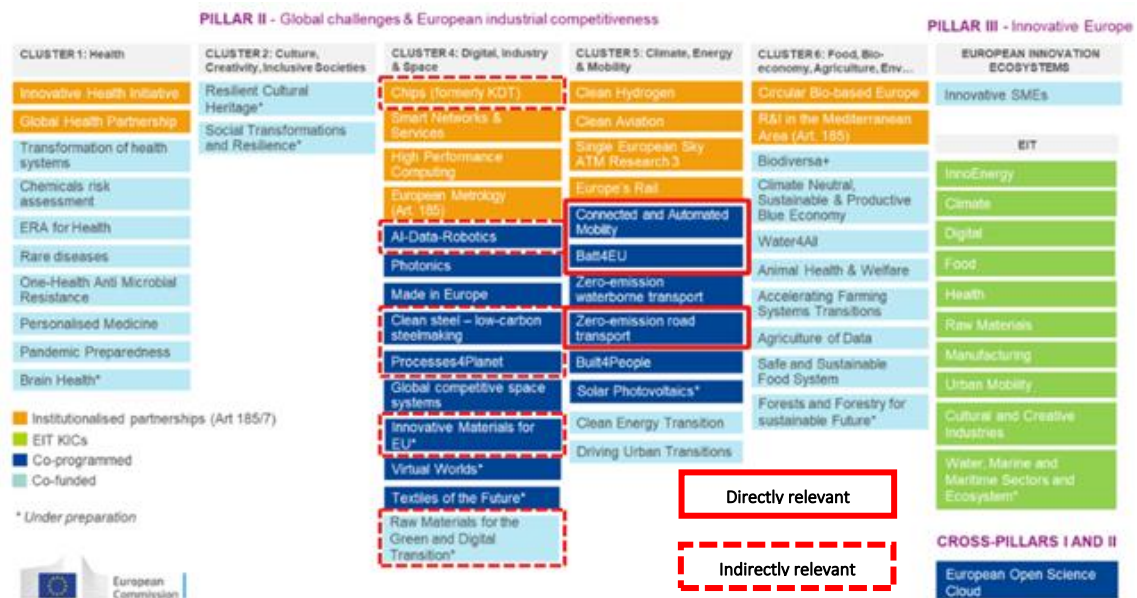 PILLAR II - Global challenges & European industrial competitiveness
PILLAR III - Innovative Europe
CLUSTER 1: Health
Innovative Health Initiative
Global Health Partnership
Transformation of health
systems
Chemicals risk
assessment
ERA for Health
Rare diseases
One-Health Anti Microbial
Resistance
Personalised Medicine
Pandemic Preparedness
Brain Health*
CLUSTER 2: Culture,
Creativity, Inclusive Societies
Resilient Cultural
Heritage*
Social Transformations
and Resilience*
CLUSTER 4: Digital, Industry
& Space
Chips (formerly KDT)
Smart Networks &
Services
High Performance
Computing
European Metrology
(Art. 185)
AI-Data-Robotics
Photonics
Made in Europe
Clean steel – low-carbon
steelmaking
Processes4Planet
Global competitive space
systems
Innovative Materials for
EU*
Virtual Worlds*
Textiles of the Future*
Raw Materials for the
Green and Digital
Transition*
CLUSTER 5: Climate, Energy
& Mobility
Clean Hydrogen
Clean Aviation
Single European Sky
ATM Research 3
Europe's Rail
Connected and Automated
Mobility
Batt4EU
Zero-emission
waterborne transport
Zero-emission road
transport
Built4People
Solar Photovoltaics*
Clean Energy Transition
Driving Urban Transitions
CLUSTER 6: Food, Bio-
economy, Agriculture, Env...
Circular Bio-based Europe
R&I in the Mediterranean
Area (Art. 185)
Biodiversa+
Climate Neutral,
Sustainable & Productive
Blue Economy
Water4All
Animal Health & Welfare
Accelerating Farming
Systems Transitions
Agriculture of Data
Safe and Sustainable
Food System
Forests and Forestry for
sustainable Future*
EUROPEAN INNOVATION
ECOSYSTEMS
Innovative SMEs
EIT
InnoEnergy
Climate
Digital
Food
Health
Raw Materials
Manufacturing
Urban Mobility
Cultural and Creative
Industries
Water, Marine and
Maritime Sectors and
Ecosystem*
CROSS-PILLARS I AND II
European Open Science
Cloud
Institutionalised partnerships (Art 185/7)
EIT KICs
Co-programmed
Co-funded
* Under preparation
Directly relevant
Indirectly relevant
European
Commission